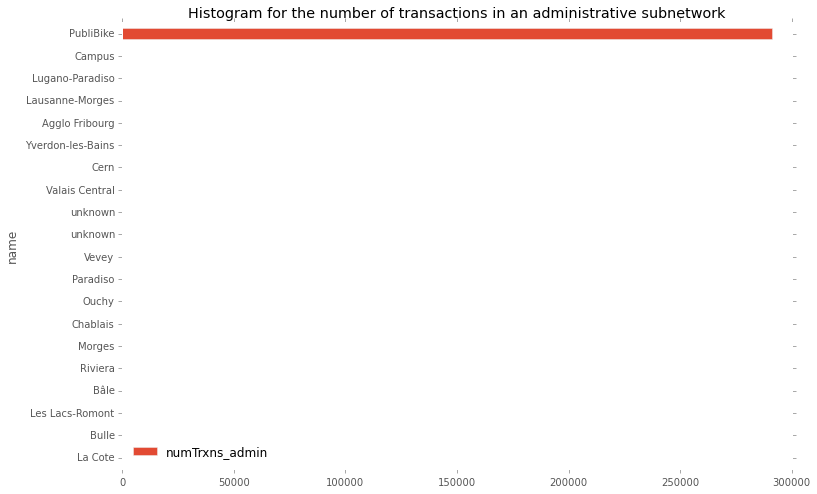 Histogram for the number of transactions in an administrative subnetwork
PubliBike
Campus
Lugano-Paradiso
Lausanne-Morges
Agglo Fribourg
Yverdon-les-Bains
Cern
Valais Central
unknown
unknown
Vevey
Paradiso
Ouchy
Chablais
Morges
Riviera
Bâle
Les Lacs-Romont
Bulle
La Cote
name
numTrxns_admin
0 50000 100000 150000 200000 250000 300000